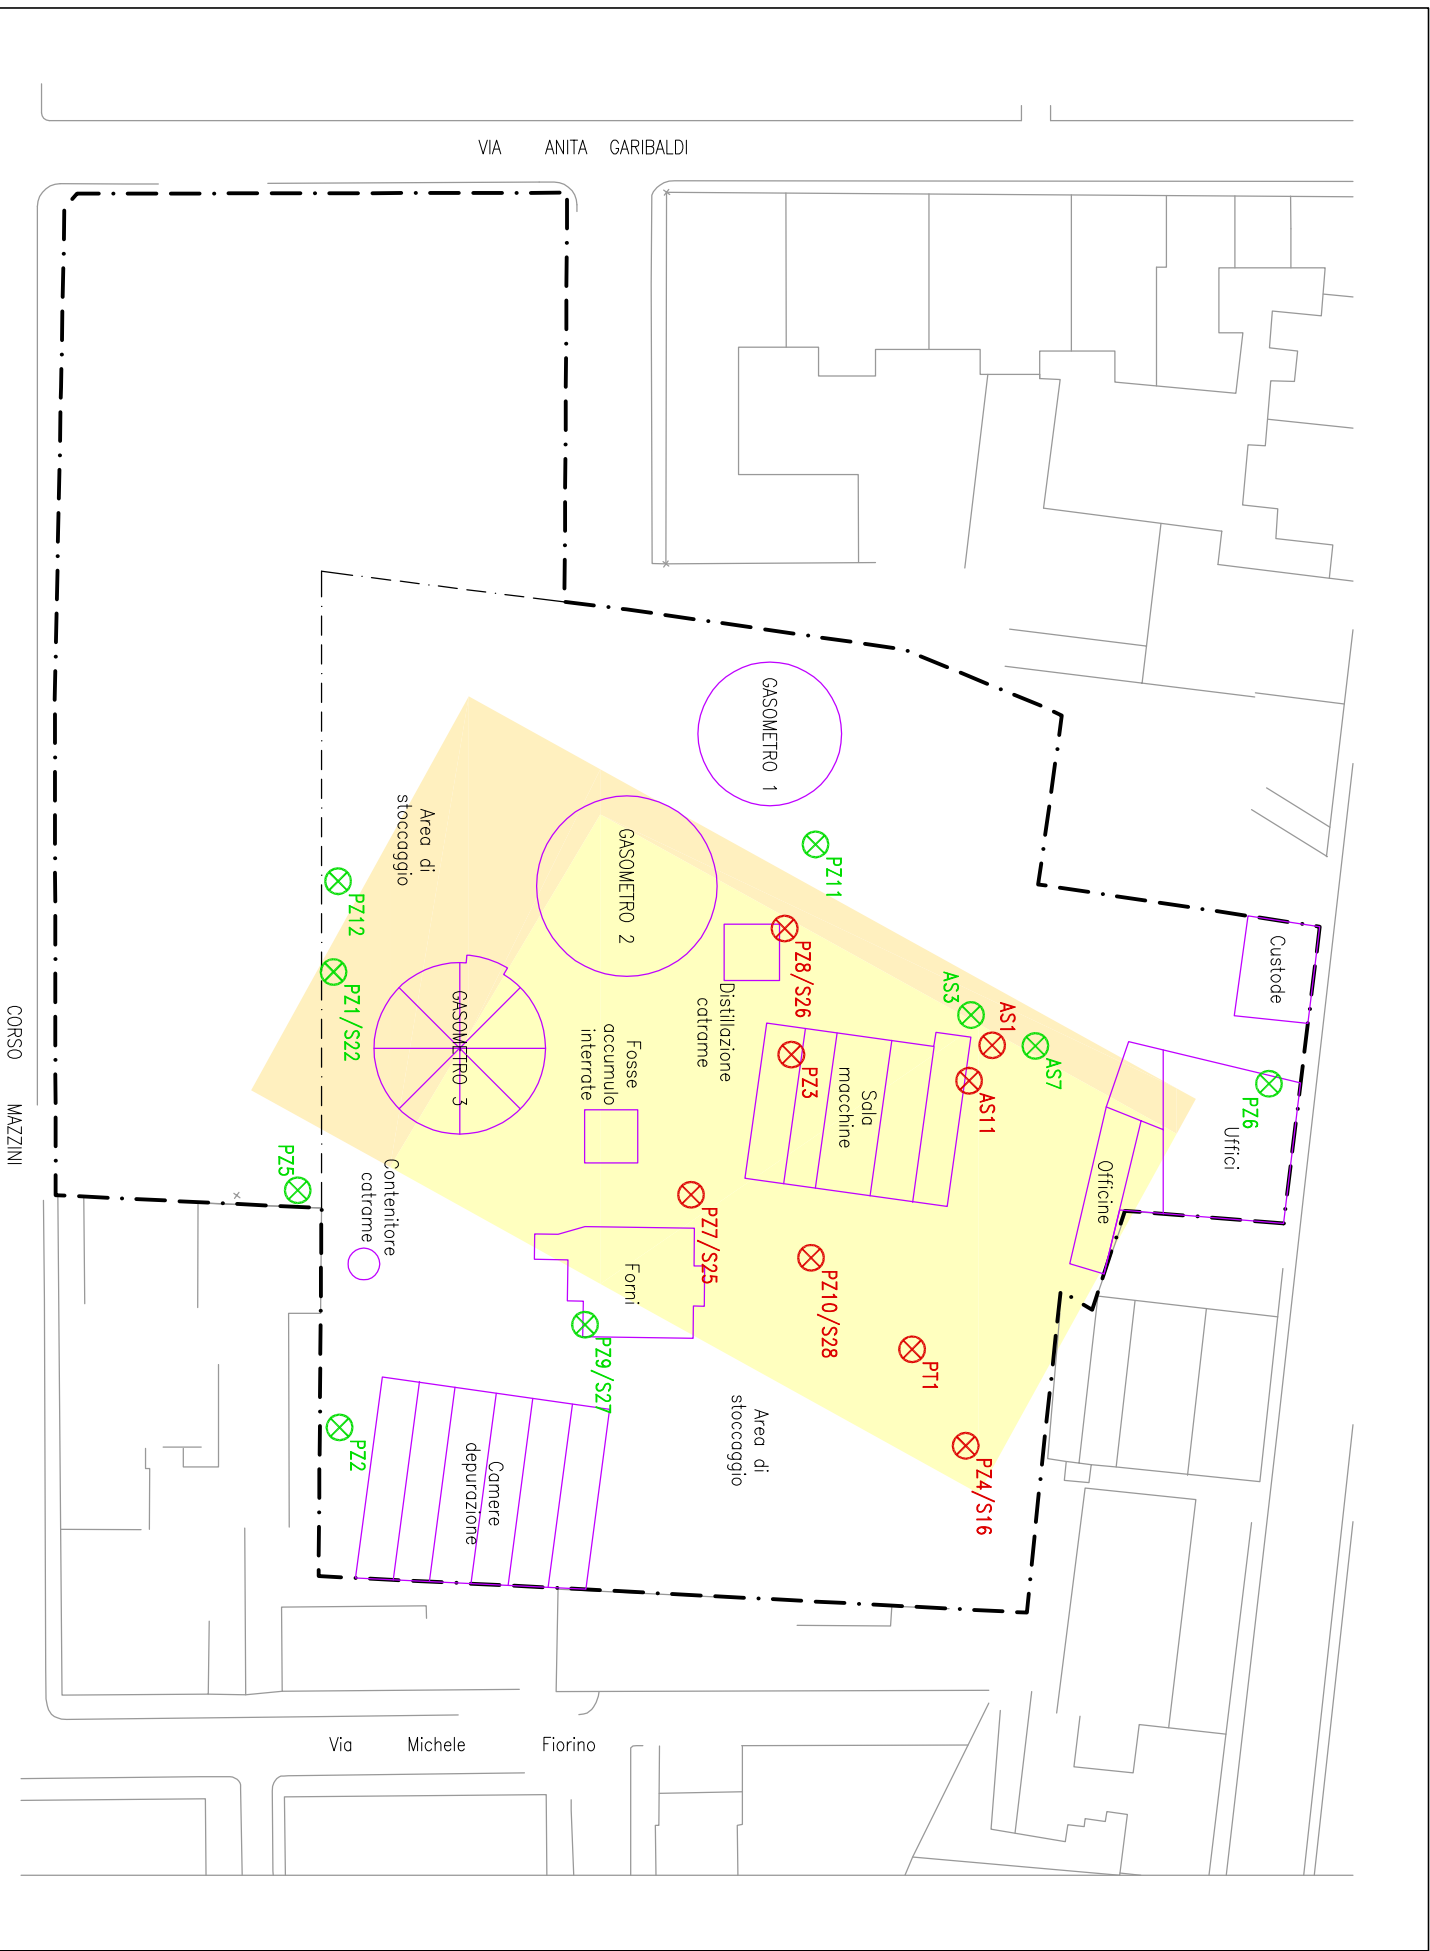 VIA ANITA GARIBALDI
GASOMETRO 1
Area di
stoccaggio
GASOMETRO 2
PZ11
PZ12
PZ8/S26
Custode
PZ1/S22
GASOMETRO 3
Distillazione
catrame
AS3
AS1
AS7
Fosse
accumulo
interrate
PZ3
Sala
macchine
AS11
PZ6
Uffici
CORSO MAZZINI
PZ5
Contenitore
catrame
Officine
PZ7/S25
Forni
PZ10/S28
PZ9/S27
PT1
PZ2
Area di
stoccaggio
Camere
depurazione
PZ4/S16
Via Michele Fiorino